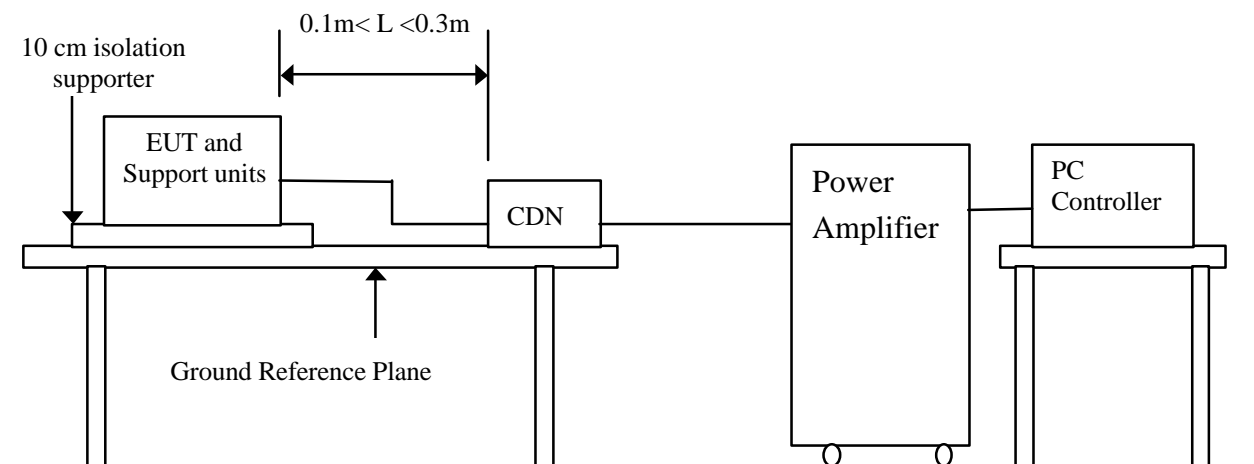 0.1m< L <0.3m
10 cm isolation
supporter
EUT and
Support units
CDN
Power
Amplifier
PC
Controller
Ground Reference Plane